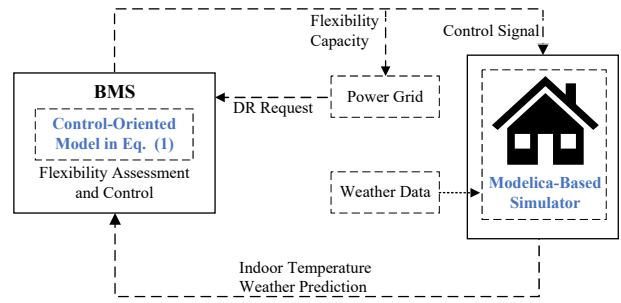 Flexibility
Capacity
Control Signal
BMS
Control-Oriented
Model in Eq. (1)
Flexibility Assessment
and Control
DR Request
Power Grid
Weather Data
Modelica-Based
Simulator
Indoor Temperature
Weather Prediction